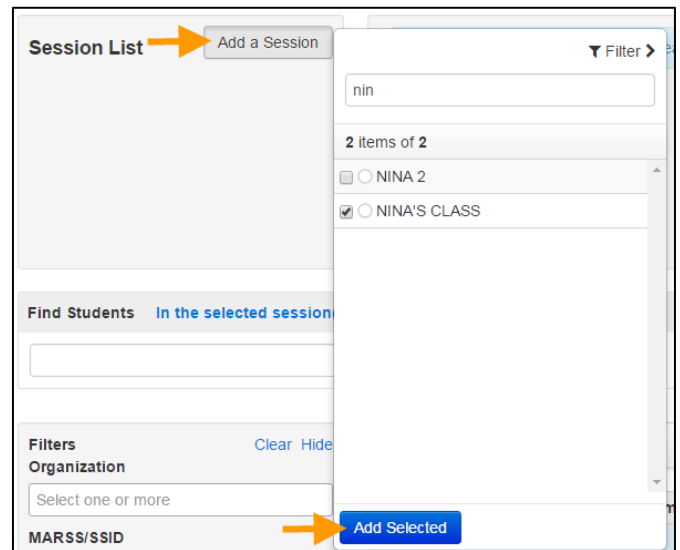 Session List
Add a Session
Filter
nin
2 items of 2
NINA 2
NINA'S CLASS
Find Students In the selected session
Filters Clear Hide
Organization
Select one or more
MARSS/SSID
Add Selected